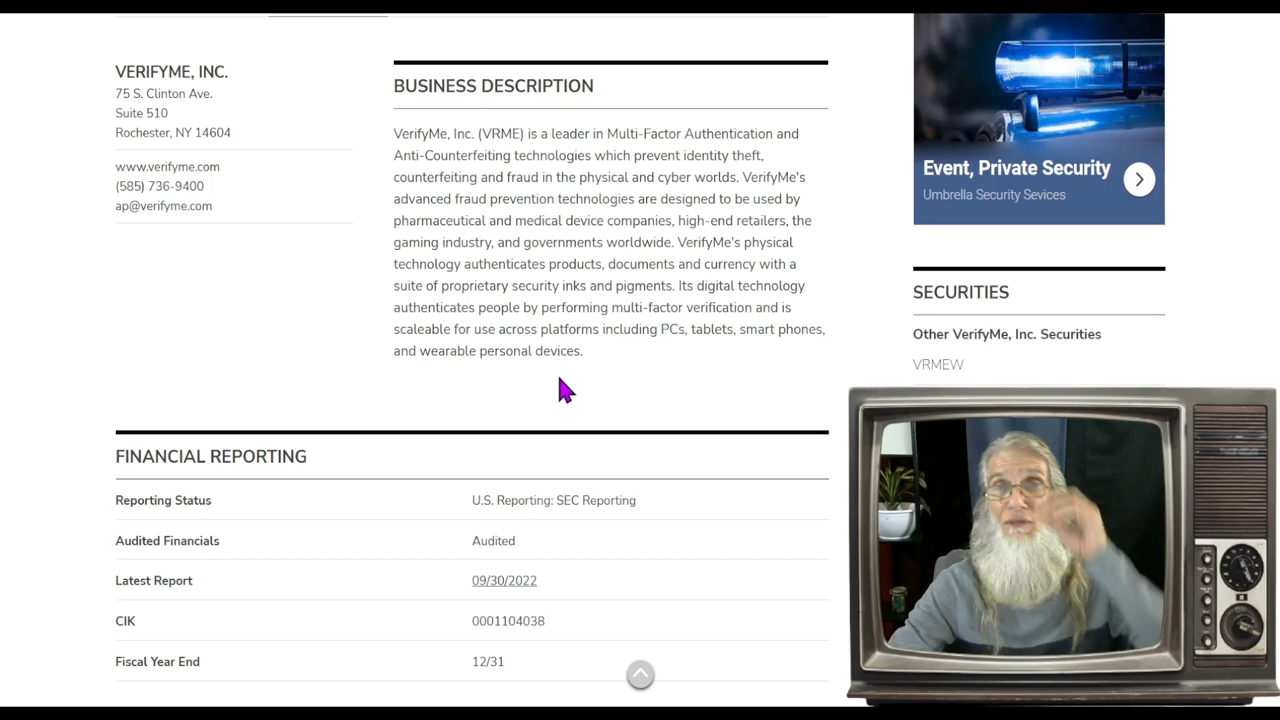 VERIFYME, INC.
75 S. Clinton Ave.
Suite 510
Rochester, NY 14604
www.verifyme.com
(585) 736-9400
ap@verifyme.com
BUSINESS DESCRIPTION
VerifyMe, Inc. (VRME) is a leader in Multi-Factor Authentication and
Anti-Counterfeiting technologies which prevent identity theft,
counterfeiting and fraud in the physical and cyber worlds. VerifyMe's
advanced fraud prevention technologies are designed to be used by
pharmaceutical and medical device companies, high-end retailers, the
gaming industry, and governments worldwide. VerifyMe's physical
technology authenticates products, documents and currency with a
suite of proprietary security inks and pigments. Its digital technology
authenticates people by performing multi-factor verification and is
scaleable for use across platforms including PCs, tablets, smart phones,
and wearable personal devices.
Event, Private Security
Umbrella Security Sevices
SECURITIES
Other VerifyMe, Inc. Securities
VRMEW
FINANCIAL REPORTING
Reporting Status U.S. Reporting: SEC Reporting
Audited Financials Audited
Latest Report 09/30/2022
CIK 0001104038
Fiscal Year End 12/31